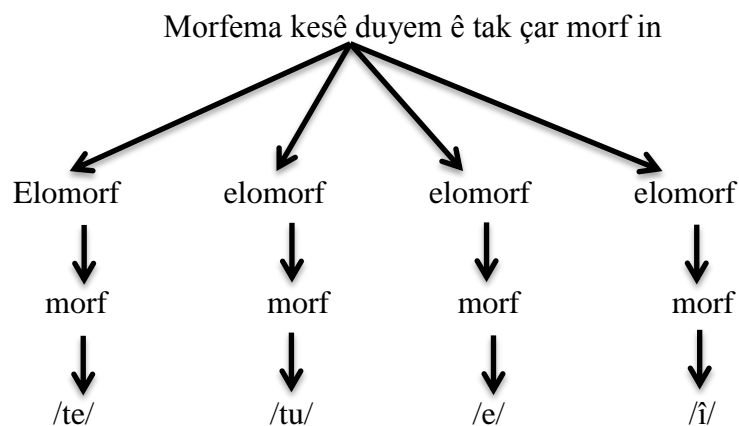 Morfema kesê duyem ê tak çar morf in
Elomorf elomorf elomorf elomorf
morf morf morf morf
/te/ /tu/ /e/ /î/